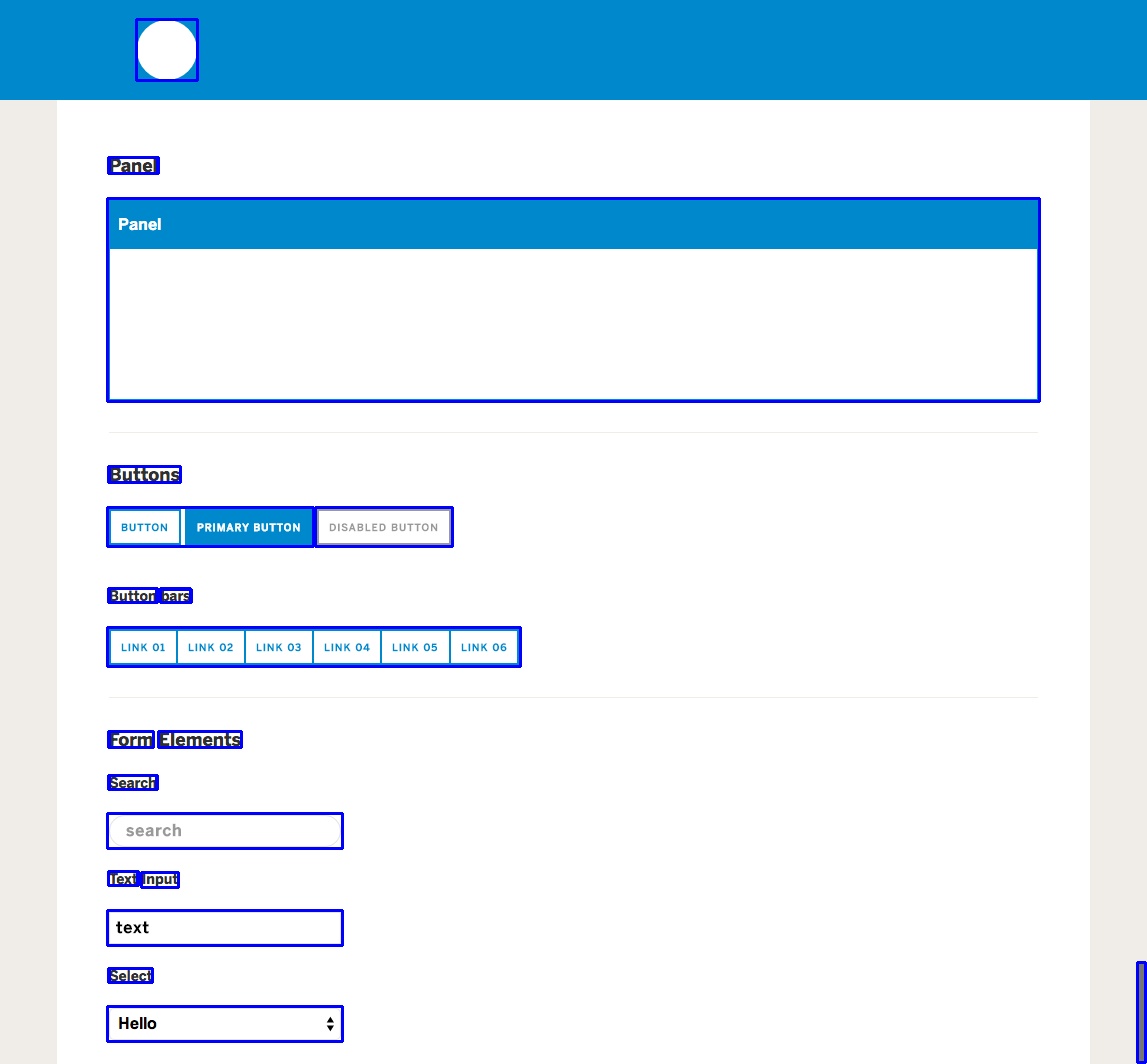 Panel
Panel
Buttons
BUTTON PRIMARY BUTTON DISABLED BUTTON
Button bars
LINK 01 LINK 02 LINK 03 LINK 04 LINK 05 LINK 06
Form Elements
Search
search
Text Input
text
Select
Hello